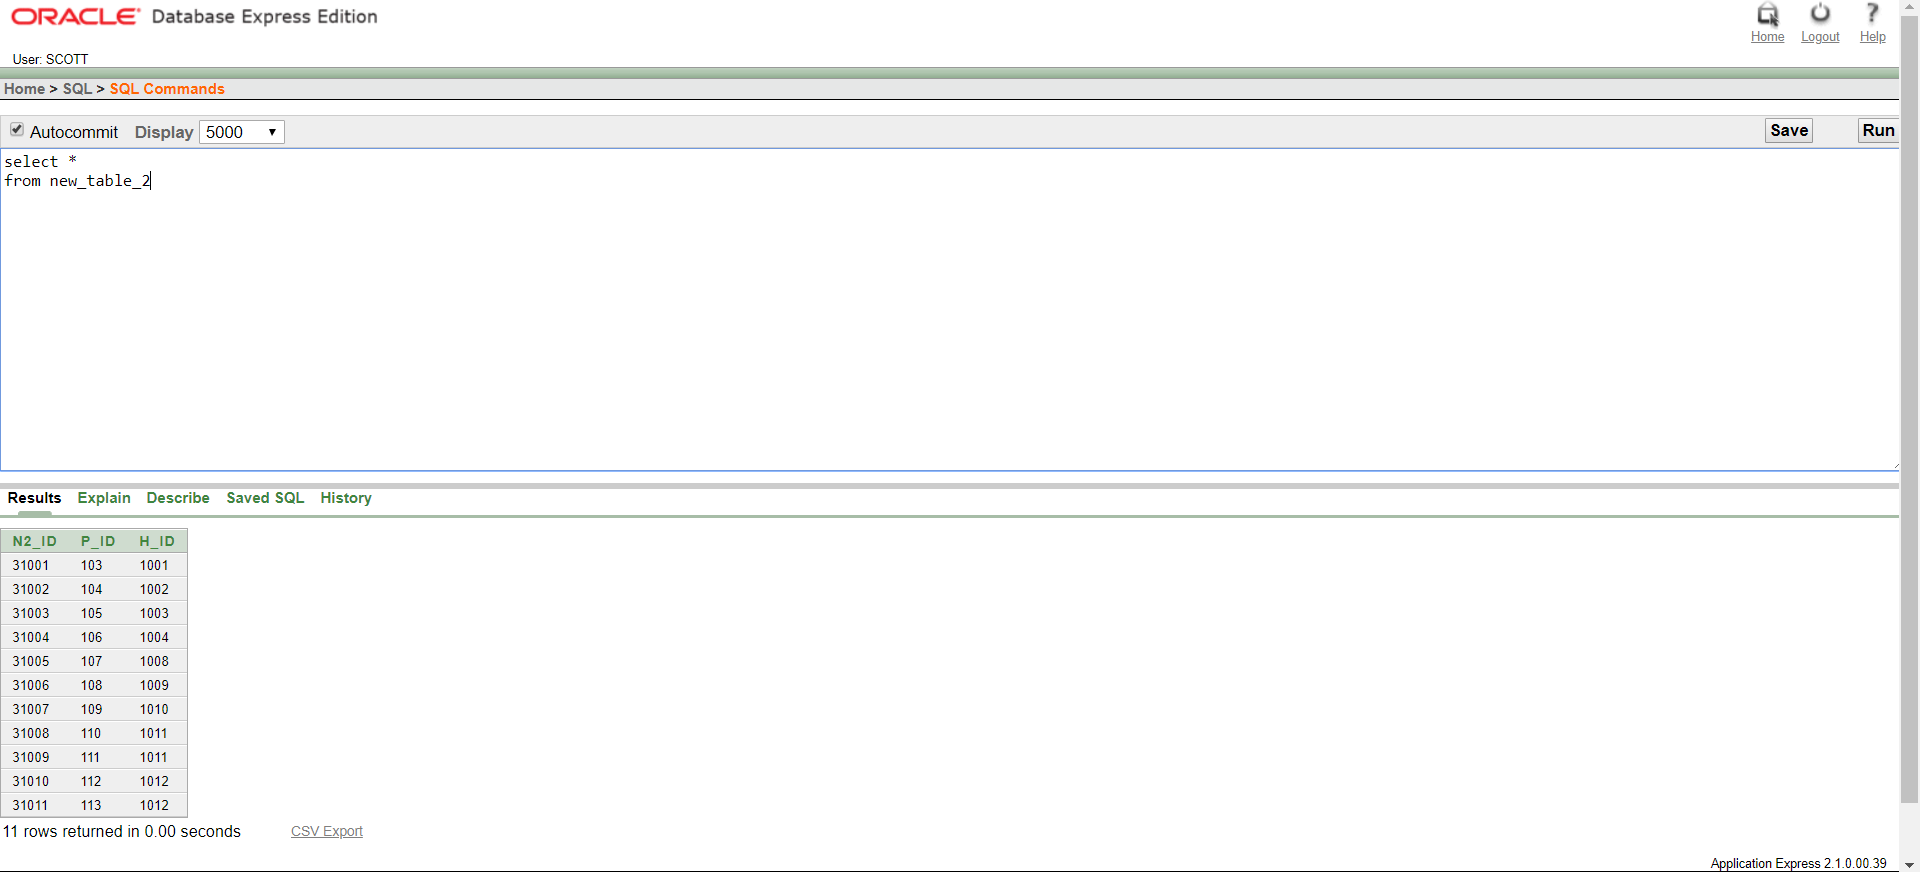 ORACLE Database Express Edition
Home Logout ? Help
User: SCOTT
Home > SQL > SQL Commands
Autocommit Display 5000 Save Run
select *
from new_table_2
Results Explain Describe Saved SQL History
N2_ID P_ID H_ID
31001 103 1001
31002 104 1002
31003 105 1003
31004 106 1004
31005 107 1008
31006 108 1009
31007 109 1010
31008 110 1011
31009 111 1011
31010 112 1012
31011 113 1012
11 rows returned in 0.00 seconds CSV Export
Application Express 2.1.0.00.39